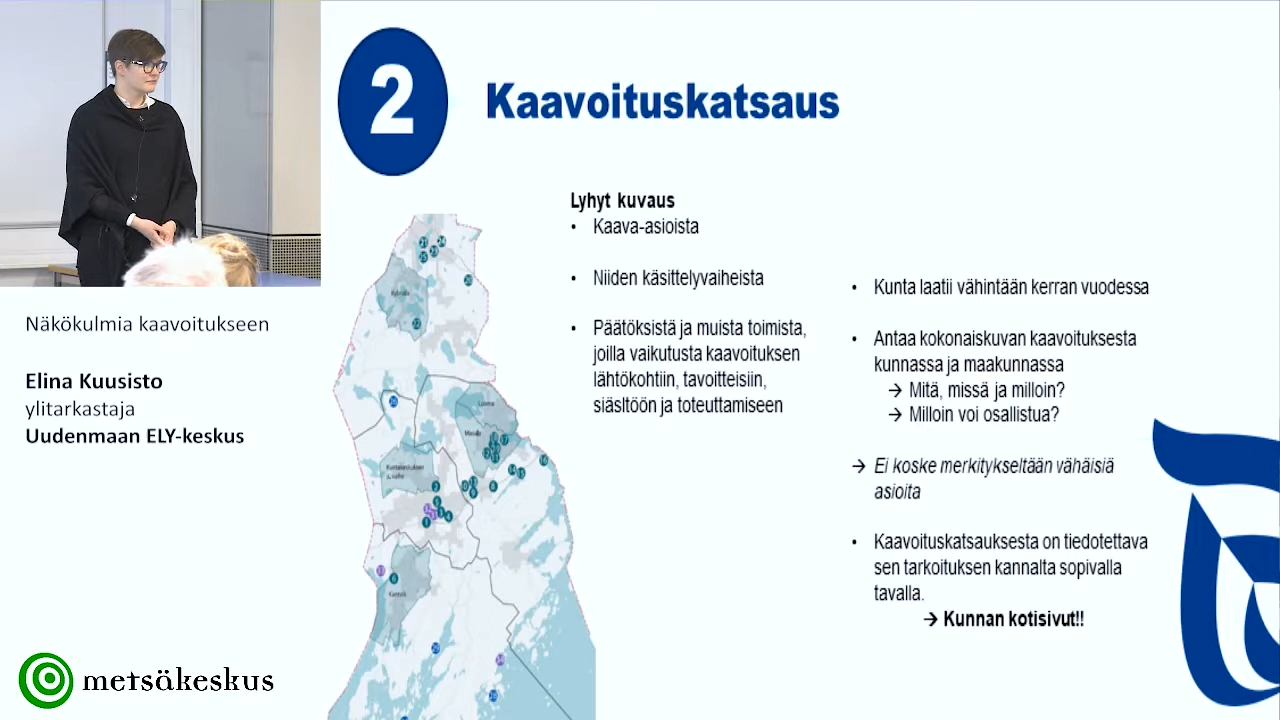 2
Kaavoituskatsaus
Lyhyt kuvaus
• Kaava-asioista
• Niiden käsittelyvaiheista
• Päätöksistä ja muista toimista,
joilla vaikutusta kaavoituksen
lähtökohtiin, tavoitteisiin,
siäsltöön ja toteuttamiseen
• Kunta laatii vähintään kerran vuodessa
• Antaa kokonaiskuvan kaavoituksesta
kunnassa ja maakunnassa
→ Mitä, missä ja milloin?
→ Milloin voi osallistua?
→ Ei koske merkitykseltään vähäisiä
asioita
• Kaavoituskatsauksesta on tiedotettava
sen tarkoituksen kannalta sopivalla
tavalla.
→ Kunnan kotisivut!!
Masala
Kantvik
Näkökulmia kaavoitukseen
Elina Kuusisto
ylitarkastaja
Uudenmaan ELY-keskus
metsäkeskus